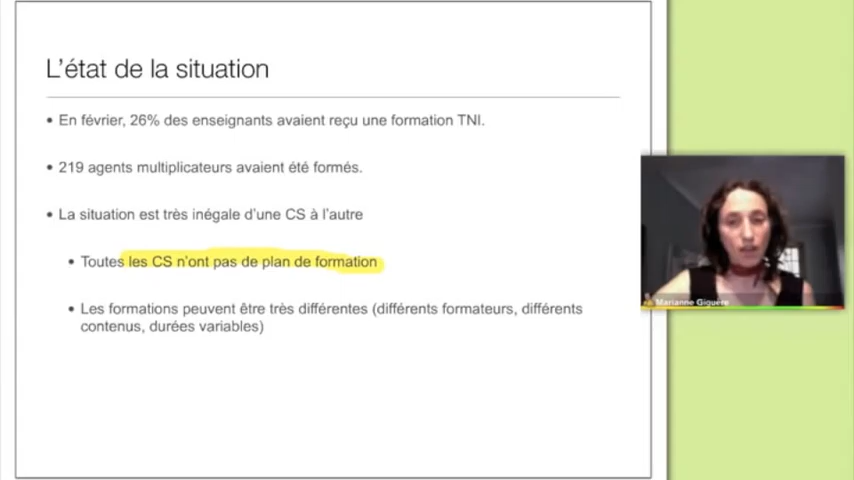 L'état de la situation
• En février, 26% des enseignants avaient reçu une formation TNI.
• 219 agents multiplicateurs avaient été formés.
• La situation est très inégale d'une CS à l'autre
• Toutes les CS n'ont pas de plan de formation
• Les formations peuvent être très différentes (différents formateurs, différents
contenus, durées variables)
Marianne Giguère